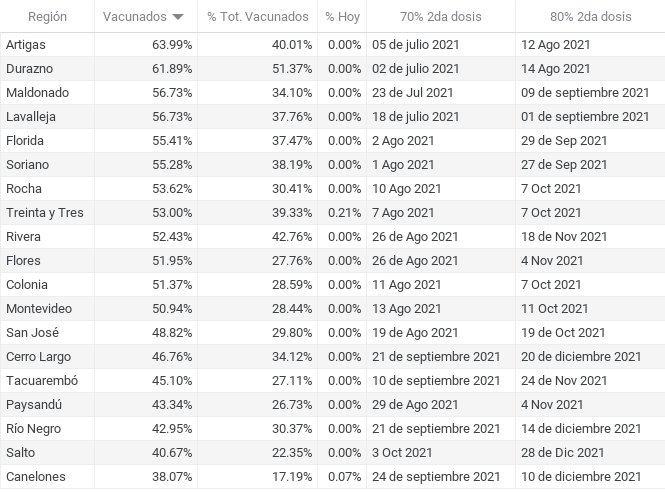 Región Vacunados % Tot. Vacunados % Hoy 70% 2da dosis 80% 2da dosis
Artigas 63.99% 40.01% 0.00% 05 de julio 2021 12 Ago 2021
Durazno 61.89% 51.37% 0.00% 02 de julio 2021 14 Ago 2021
Maldonado 56.73% 34.10% 0.00% 23 de Jul 2021 09 de septiembre 2021
Lavalleja 56.73% 37.76% 0.00% 18 de julio 2021 01 de septiembre 2021
Florida 55.41% 37.47% 0.00% 2 Ago 2021 29 de Sep 2021
Soriano 55.28% 38.19% 0.00% 1 Ago 2021 27 de Sep 2021
Rocha 53.62% 30.41% 0.00% 10 Ago 2021 7 Oct 2021
Treinta y Tres 53.00% 39.33% 0.21% 7 Ago 2021 7 Oct 2021
Rivera 52.43% 42.76% 0.00% 26 de Ago 2021 18 de Nov 2021
Flores 51.95% 27.76% 0.00% 26 de Ago 2021 4 Nov 2021
Colonia 51.37% 28.59% 0.00% 11 Ago 2021 7 Oct 2021
Montevideo 50.94% 28.44% 0.00% 13 Ago 2021 11 Oct 2021
San José 48.82% 29.80% 0.00% 19 de Ago 2021 19 de Oct 2021
Cerro Largo 46.76% 34.12% 0.00% 21 de septiembre 2021 20 de diciembre 2021
Tacuarembó 45.10% 27.11% 0.00% 10 de septiembre 2021 24 de Nov 2021
Paysandú 43.34% 26.73% 0.00% 29 de Ago 2021 4 Nov 2021
Río Negro 42.95% 30.37% 0.00% 21 de septiembre 2021 14 de diciembre 2021
Salto 40.67% 22.35% 0.00% 3 Oct 2021 28 de Dic 2021
Canelones 38.07% 17.19% 0.07% 24 de septiembre 2021 10 de diciembre 2021